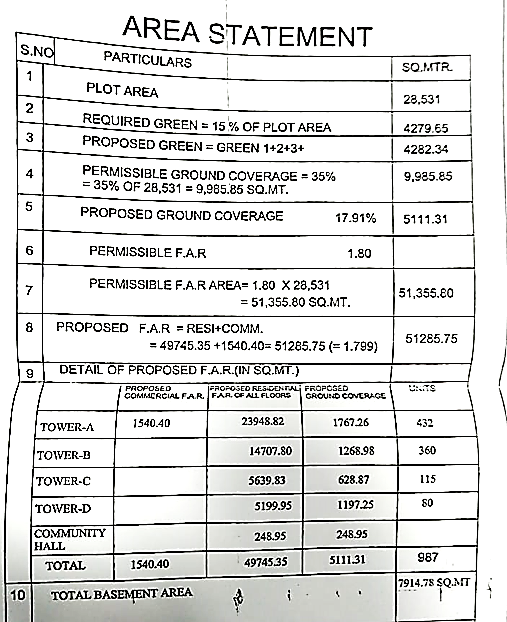 AREA STATEMENT
S.NO PARTICULARS SQ.MTR.
1 PLOT AREA 28,531
2 REQUIRED GREEN = 15 % OF PLOT AREA 4279.65
3 PROPOSED GREEN = GREEN 1+2+3+ 4282.34
4 PERMISSIBLE GROUND COVERAGE = 35% 9,985.85
= 35% OF 28,531 = 9,985.85 SQ.MT.
5 PROPOSED GROUND COVERAGE 17.91% 5111.31
6 PERMISSIBLE F.A.R 1.80
7 PERMISSIBLE F.A.R AREA= 1.80 X 28,531 51,355.80
= 51,355.80 SQ.MT.
8 PROPOSED F.A.R = RESI+COMM. 51285.75
= 49745.35 +1540.40= 51285.75 (= 1.799)
9 DETAIL OF PROPOSED F.A.R.(IN SQ.MT.)
PROPOSED COMMERCIAL F.A.R. PROPOSED RESIDENTIAL F.A.R. OF ALL FLOORS PROPOSED GROUND COVERAGE UNITS
TOWER-A 1540.40 23948.82 1767.26 432
TOWER-B 14707.80 1268.98 360
TOWER-C 5639.83 628.87 115
TOWER-D 5199.95 1197.25 80
COMMUNITY HALL 248.95 248.95
TOTAL 1540.40 49745.35 5111.31 987
10 TOTAL BASEMENT AREA 7914.78 SQ.MT